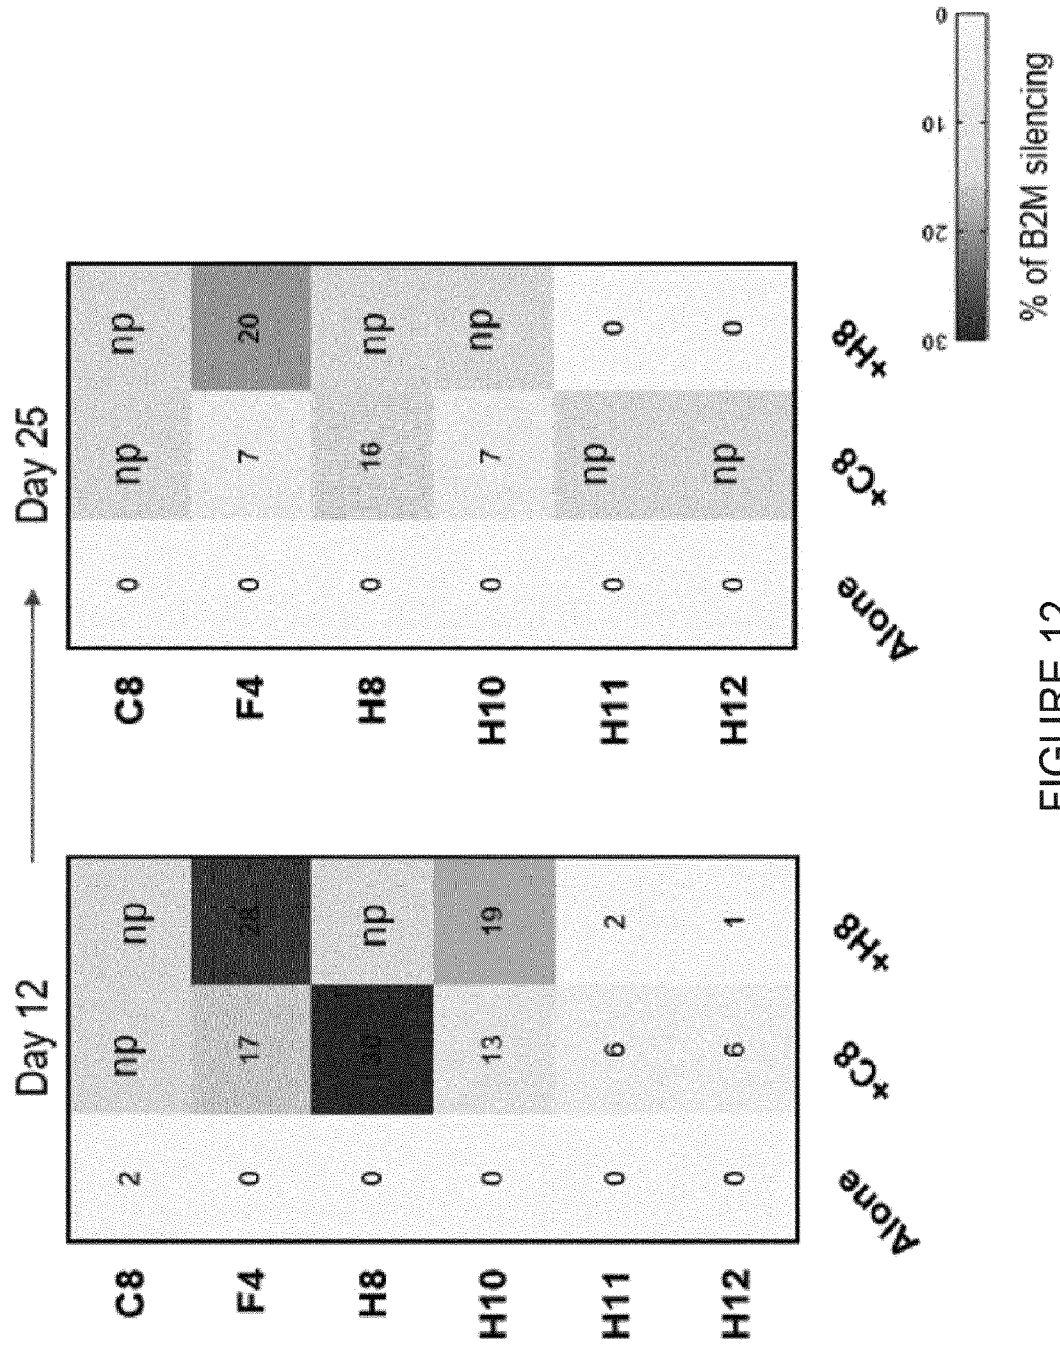 Day 12
Day 25
C8 2 np np
F4 0 17 28
H8 0 30 np
H10 0 13 19
H11 0 6 2
H12 0 6 1
Alone +C8 +H8
C8 0 np np
F4 0 7 20
H8 0 16 np
H10 0 7 np
H11 0 np 0
H12 0 np 0
Alone +C8 +H8
30 20 10 0
% of B2M silencing
FIGURE 12